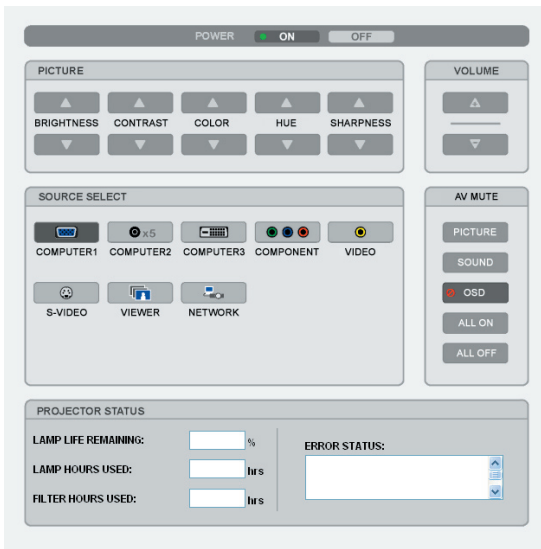 POWER ON OFF
PICTURE
BRIGHTNESS CONTRAST COLOR HUE SHARPNESS
VOLUME
SOURCE SELECT
x5
COMPUTER1 COMPUTER2 COMPUTER3 COMPONENT VIDEO
S-VIDEO VIEWER NETWORK
AV MUTE
PICTURE
SOUND
OSD
ALL ON
ALL OFF
PROJECTOR STATUS
LAMP LIFE REMAINING: %
LAMP HOURS USED: hrs
FILTER HOURS USED: hrs
ERROR STATUS: